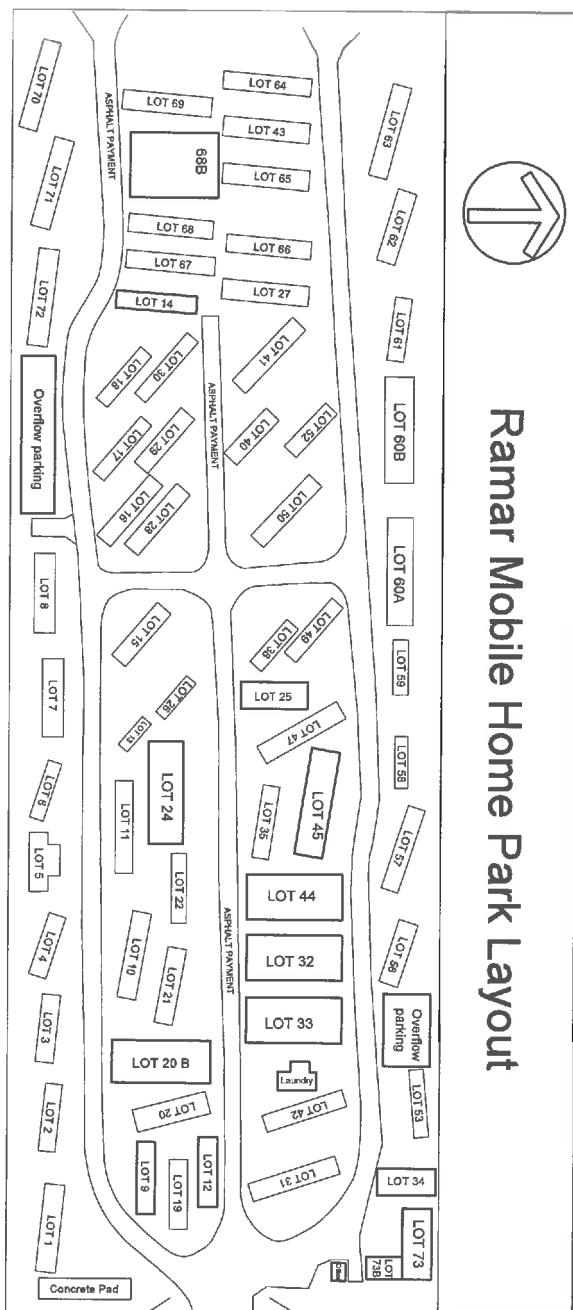 Ramar Mobile Home Park Layout
LOT 70
LOT 71
LOT 72
Overflow parking
LOT 8
LOT 7
LOT 6
LOT 5
LOT 4
LOT 3
LOT 2
LOT 1
Concrete Pad
ASPHALT PAYMENT
LOT 69
68B
LOT 68
LOT 67
LOT 14
LOT 64
LOT 43
LOT 65
LOT 66
LOT 27
LOT 18
LOT 30
LOT 17
LOT 29
LOT 16
LOT 28
ASPHALT PAYMENT
LOT 41
LOT 40
LOT 52
LOT 50
LOT 15
LOT 26
LOT 13
LOT 24
LOT 11
LOT 22
LOT 10
LOT 21
LOT 20 B
LOT 20
LOT 9
LOT 19
LOT 12
ASPHALT PAYMENT
LOT 38
LOT 49
LOT 25
LOT 47
LOT 45
LOT 35
LOT 44
LOT 32
LOT 33
Laundry
LOT 42
LOT 31
LOT 63
LOT 62
LOT 61
LOT 60B
LOT 60A
LOT 59
LOT 58
LOT 57
LOT 56
Overflow
parking
LOT 53
LOT 34
LOT 73
LOT
73B